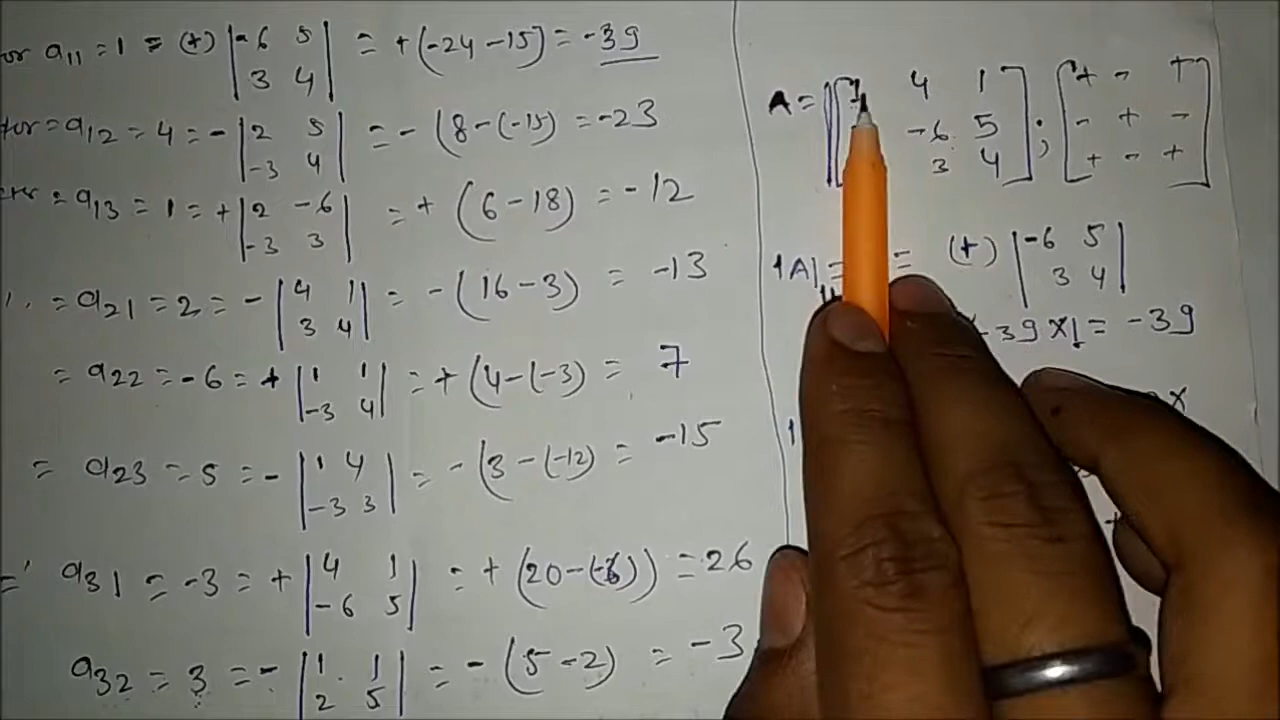 or a11 = 1 = (+) |-6 5| = +(-24-15) = -39
|3 4|
for = a12 = 4 = - |2 5| = - (8-(-15) = -23
|-3 4|
= a13 = 1 = + |2 -6| = + (6-18) = -12
|-3 3|
= a21 = 2 = - |4 1| = -(16-3) = -13
|3 4|
= a22 = -6 = + |1 1| = +(4-(-3) = 7
|-3 4|
= a23 = 5 = - |1 4| = -(3-(-12) = -15
|-3 3|
= a31 = -3 = + |4 1| = + (20-(-6)) = 26
|-6 5|
a32 = 3 = - |1 1| = - (5-2) = -3
|2 5|
A = [1 4 1] ; [+ - +]
-6 5] [- + -]
3 4] [+ - +]
|A| = = (+) |-6 5|
|3 4|
-39 x 1 = -39
x